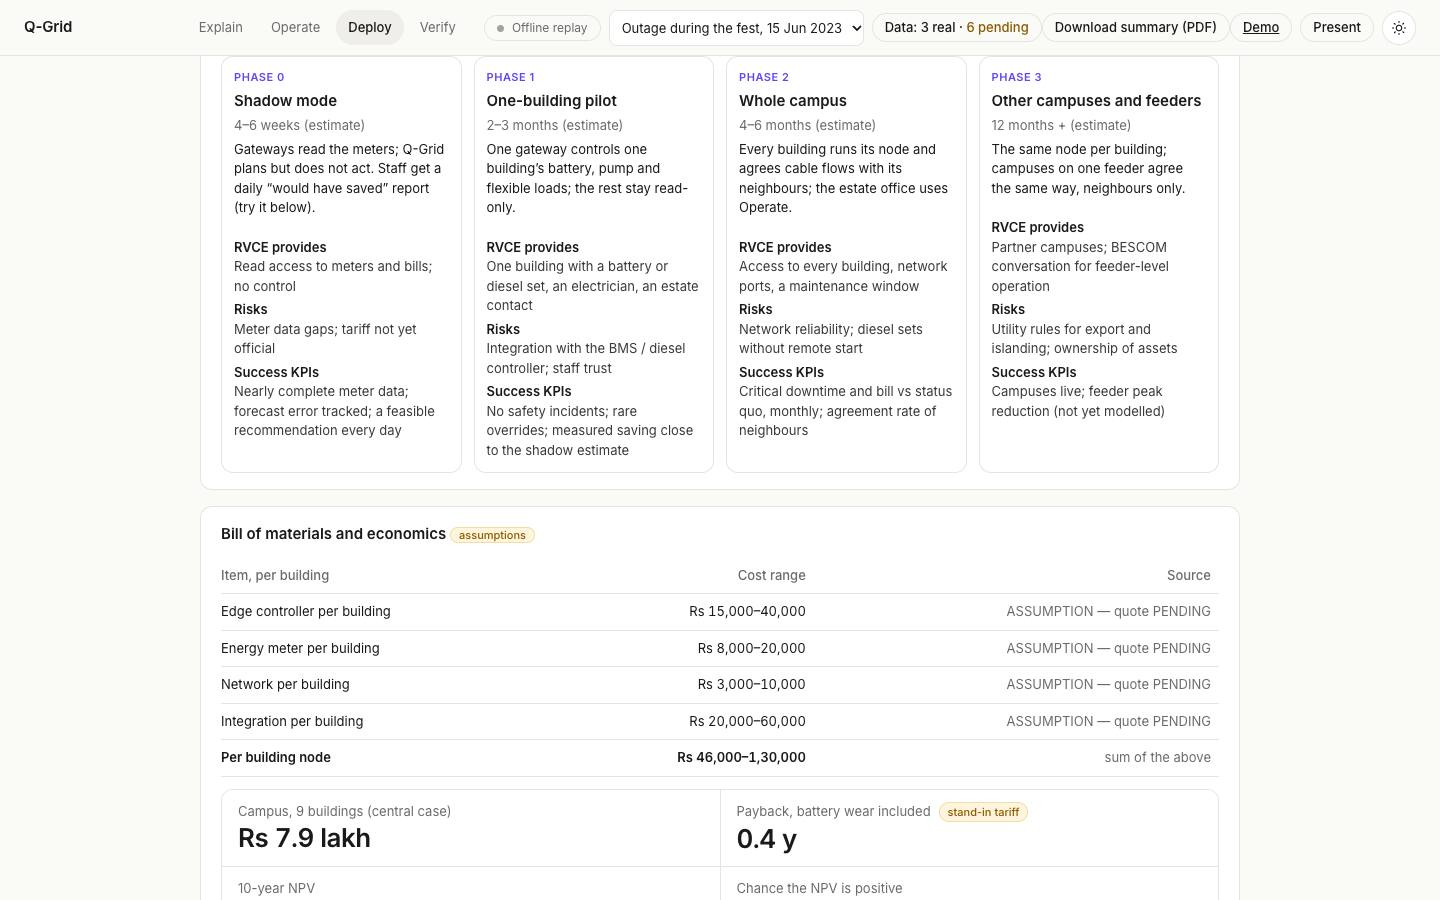 Q-Grid
Explain
Operate
Deploy
Verify
Offline replay
Outage during the fest, 15 Jun 2023
Data: 3 real · 6 pending
Download summary (PDF)
Demo
Present
PHASE 0
Shadow mode
4–6 weeks (estimate)
Gateways read the meters; Q-Grid
plans but does not act. Staff get a
daily “would have saved” report
(try it below).
RVCE provides
Read access to meters and bills;
no control
Risks
Meter data gaps; tariff not yet
official
Success KPIs
Nearly complete meter data;
forecast error tracked; a feasible
recommendation every day
PHASE 1
One-building pilot
2–3 months (estimate)
One gateway controls one
building’s battery, pump and
flexible loads; the rest stay read-
only.
RVCE provides
One building with a battery or
diesel set, an electrician, an estate
contact
Risks
Integration with the BMS / diesel
controller; staff trust
Success KPIs
No safety incidents; rare
overrides; measured saving close
to the shadow estimate
PHASE 2
Whole campus
4–6 months (estimate)
Every building runs its node and
agrees cable flows with its
neighbours; the estate office uses
Operate.
RVCE provides
Access to every building, network
ports, a maintenance window
Risks
Network reliability; diesel sets
without remote start
Success KPIs
Critical downtime and bill vs status
quo, monthly; agreement rate of
neighbours
PHASE 3
Other campuses and feeders
12 months + (estimate)
The same node per building;
campuses on one feeder agree
the same way, neighbours only.
RVCE provides
Partner campuses; BESCOM
conversation for feeder-level
operation
Risks
Utility rules for export and
islanding; ownership of assets
Success KPIs
Campuses live; feeder peak
reduction (not yet modelled)
Bill of materials and economics assumptions
Item, per building Cost range Source
Edge controller per building Rs 15,000–40,000 ASSUMPTION — quote PENDING
Energy meter per building Rs 8,000–20,000 ASSUMPTION — quote PENDING
Network per building Rs 3,000–10,000 ASSUMPTION — quote PENDING
Integration per building Rs 20,000–60,000 ASSUMPTION — quote PENDING
Per building node Rs 46,000–1,30,000 sum of the above
Campus, 9 buildings (central case)
Rs 7.9 lakh
Payback, battery wear included stand-in tariff
0.4 y
10-year NPV
Chance the NPV is positive